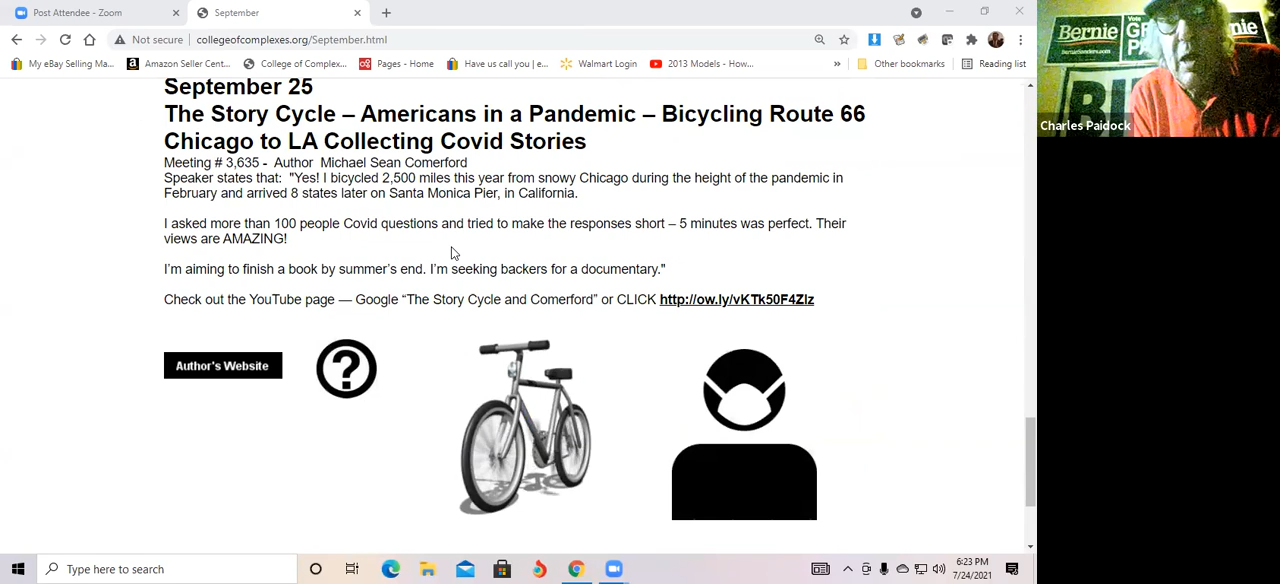 Post Attendee - Zoom
September
Not secure
collegeofcomplexes.org/September.html
My eBay Selling Ma...
Amazon Seller Cent...
College of Complex...
Pages - Home
Have us call you | e...
Walmart Login
2013 Models - How...
»
Other bookmarks
Reading list
September 25
The Story Cycle – Americans in a Pandemic – Bicycling Route 66
Chicago to LA Collecting Covid Stories
Meeting # 3,635 - Author Michael Sean Comerford
Speaker states that: "Yes! I bicycled 2,500 miles this year from snowy Chicago during the height of the pandemic in
February and arrived 8 states later on Santa Monica Pier, in California.
I asked more than 100 people Covid questions and tried to make the responses short – 5 minutes was perfect. Their
views are AMAZING!
I’m aiming to finish a book by summer’s end. I’m seeking backers for a documentary."
Check out the YouTube page — Google “The Story Cycle and Comerford” or CLICK http://ow.ly/vKTk50F4Zlz
Author's Website
?
Bernie
BernieSanders.com
Vote
Charles Paidock
Type here to search
6:23 PM
7/24/2021